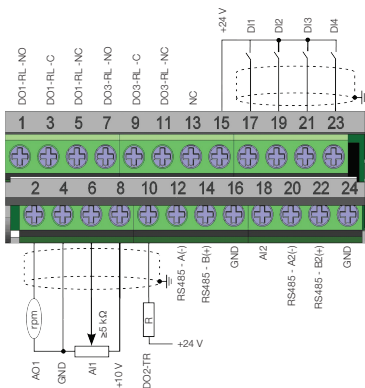 DO1-RL-NO
DO1-RL-C
DO1-RL-NC
DO3-RL-NO
DO3-RL-C
DO3-RL-NC
NC
+24 V
DI1
DI2
DI3
DI4
1 3 5 7 9 11 13 15 17 19 21 23
2 4 6 8 10 12 14 16 18 20 22 24
rpm
≥5 kΩ
R
+24 V
AO1
GND
AI1
+10 V
DO2-TR
RS485 - A(-)
RS485 - B(+)
GND
AI2
RS485 - A2(-)
RS485 - B2(+)
GND